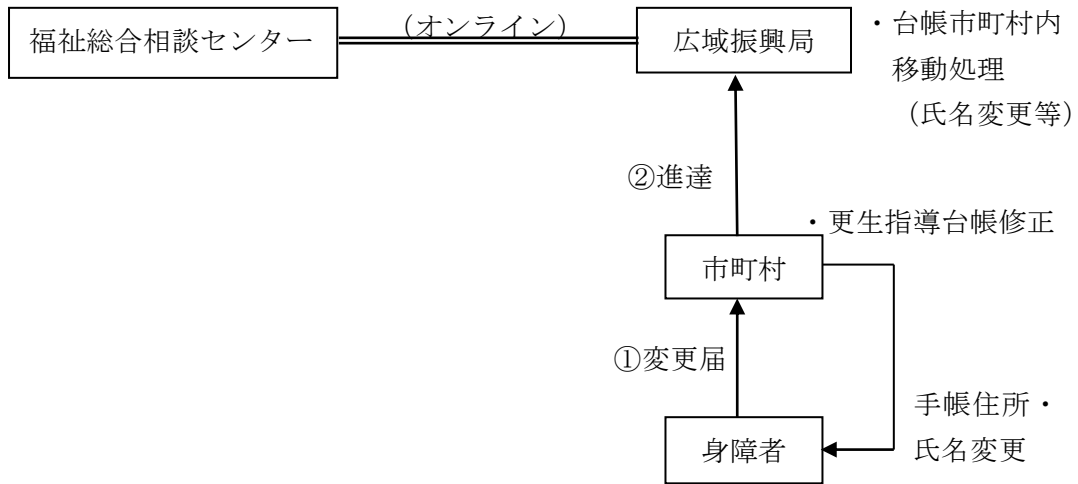 福祉総合相談センター
(オンライン)
広域振興局
・台帳市町村内
移動処理
(氏名変更等)
②進達
・更生指導台帳修正
市町村
①変更届
手帳住所・
氏名変更
身障者